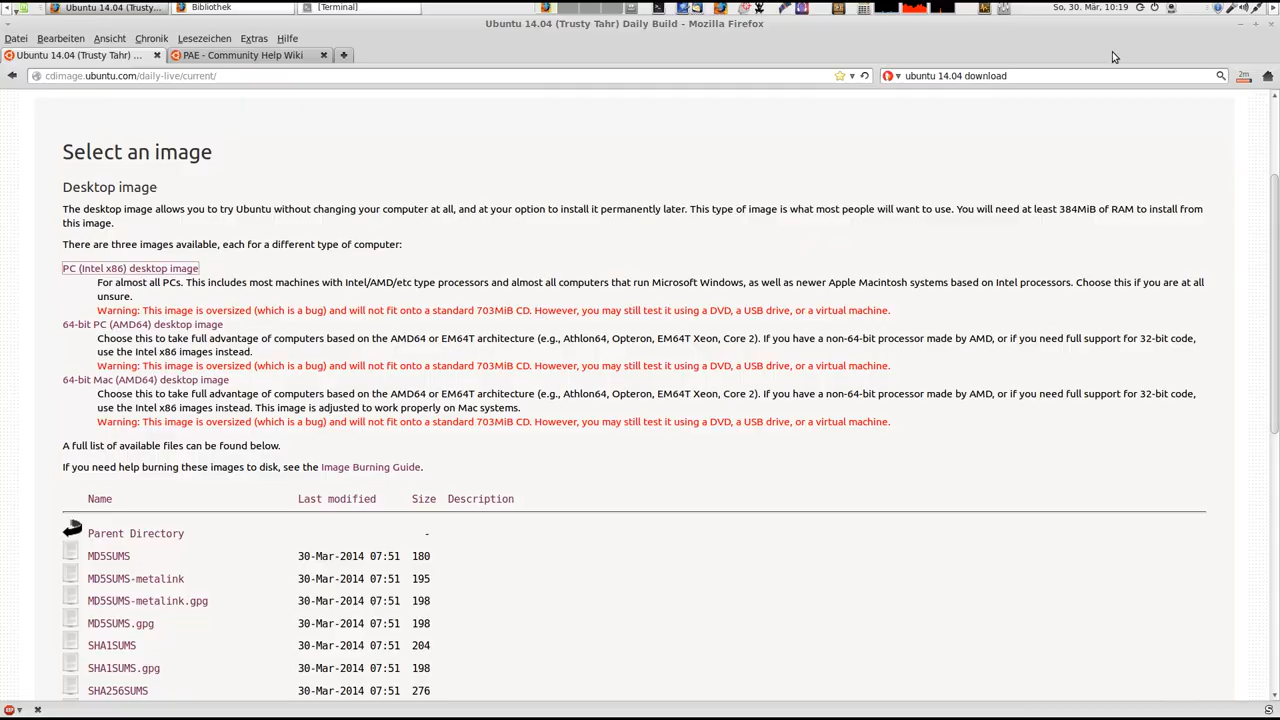 Ubuntu 14.04 (Trusty Ta...
Bibliothek
[Terminal]
So, 30. Mär, 10:19
Ubuntu 14.04 (Trusty Tahr) Daily Build - Mozilla Firefox
Datei Bearbeiten Ansicht Chronik Lesezeichen Extras Hilfe
Ubuntu 14.04 (Trusty Tahr) ...
PAE - Community Help Wiki
cdimage.ubuntu.com/daily-live/current/
ubuntu 14.04 download
2m
Select an image
Desktop image
The desktop image allows you to try Ubuntu without changing your computer at all, and at your option to install it permanently later. This type of image is what most people will want to use. You will need at least 384MiB of RAM to install from
this image.
There are three images available, each for a different type of computer:
PC (Intel x86) desktop image
For almost all PCs. This includes most machines with Intel/AMD/etc type processors and almost all computers that run Microsoft Windows, as well as newer Apple Macintosh systems based on Intel processors. Choose this if you are at all
unsure.
Warning: This image is oversized (which is a bug) and will not fit onto a standard 703MiB CD. However, you may still test it using a DVD, a USB drive, or a virtual machine.
64-bit PC (AMD64) desktop image
Choose this to take full advantage of computers based on the AMD64 or EM64T architecture (e.g., Athlon64, Opteron, EM64T Xeon, Core 2). If you have a non-64-bit processor made by AMD, or if you need full support for 32-bit code,
use the Intel x86 images instead.
Warning: This image is oversized (which is a bug) and will not fit onto a standard 703MiB CD. However, you may still test it using a DVD, a USB drive, or a virtual machine.
64-bit Mac (AMD64) desktop image
Choose this to take full advantage of computers based on the AMD64 or EM64T architecture (e.g., Athlon64, Opteron, EM64T Xeon, Core 2). If you have a non-64-bit processor made by AMD, or if you need full support for 32-bit code,
use the Intel x86 images instead. This image is adjusted to work properly on Mac systems.
Warning: This image is oversized (which is a bug) and will not fit onto a standard 703MiB CD. However, you may still test it using a DVD, a USB drive, or a virtual machine.
A full list of available files can be found below.
If you need help burning these images to disk, see the Image Burning Guide.
Name Last modified Size Description
Parent Directory -
MD5SUMS 30-Mar-2014 07:51 180
MD5SUMS-metalink 30-Mar-2014 07:51 195
MD5SUMS-metalink.gpg 30-Mar-2014 07:51 198
MD5SUMS.gpg 30-Mar-2014 07:51 198
SHA1SUMS 30-Mar-2014 07:51 204
SHA1SUMS.gpg 30-Mar-2014 07:51 198
SHA256SUMS 30-Mar-2014 07:51 276